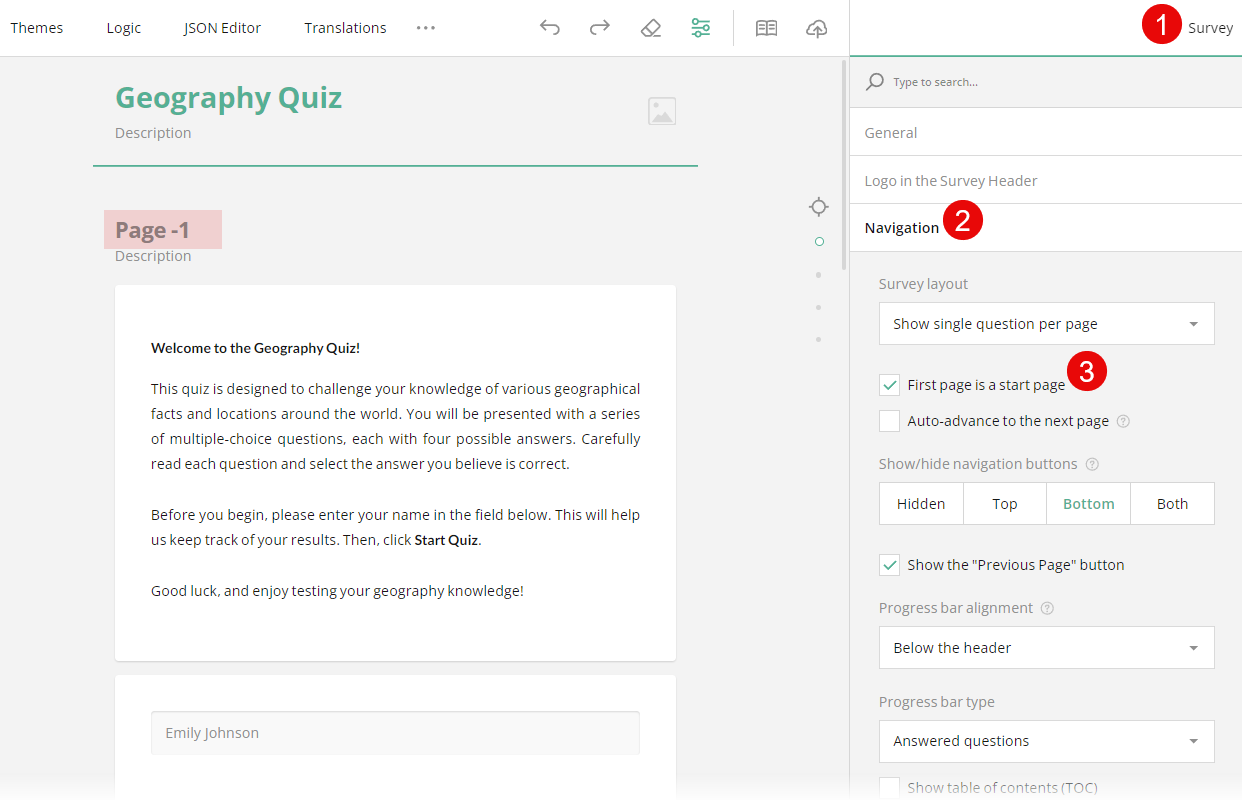 Themes Logic JSON Editor Translations
1 Survey
Geography Quiz
Description
Page -1
Description
Welcome to the Geography Quiz!
This quiz is designed to challenge your knowledge of various geographical
facts and locations around the world. You will be presented with a series
of multiple-choice questions, each with four possible answers. Carefully
read each question and select the answer you believe is correct.
Before you begin, please enter your name in the field below. This will help
us keep track of your results. Then, click Start Quiz.
Good luck, and enjoy testing your geography knowledge!
Emily Johnson
Type to search...
General
Logo in the Survey Header
Navigation 2
Survey layout
Show single question per page
First page is a start page 3
Auto-advance to the next page ?
Show/hide navigation buttons ?
Hidden Top Bottom Both
Show the "Previous Page" button
Progress bar alignment ?
Below the header
Progress bar type
Answered questions
Show table of contents (TOC)